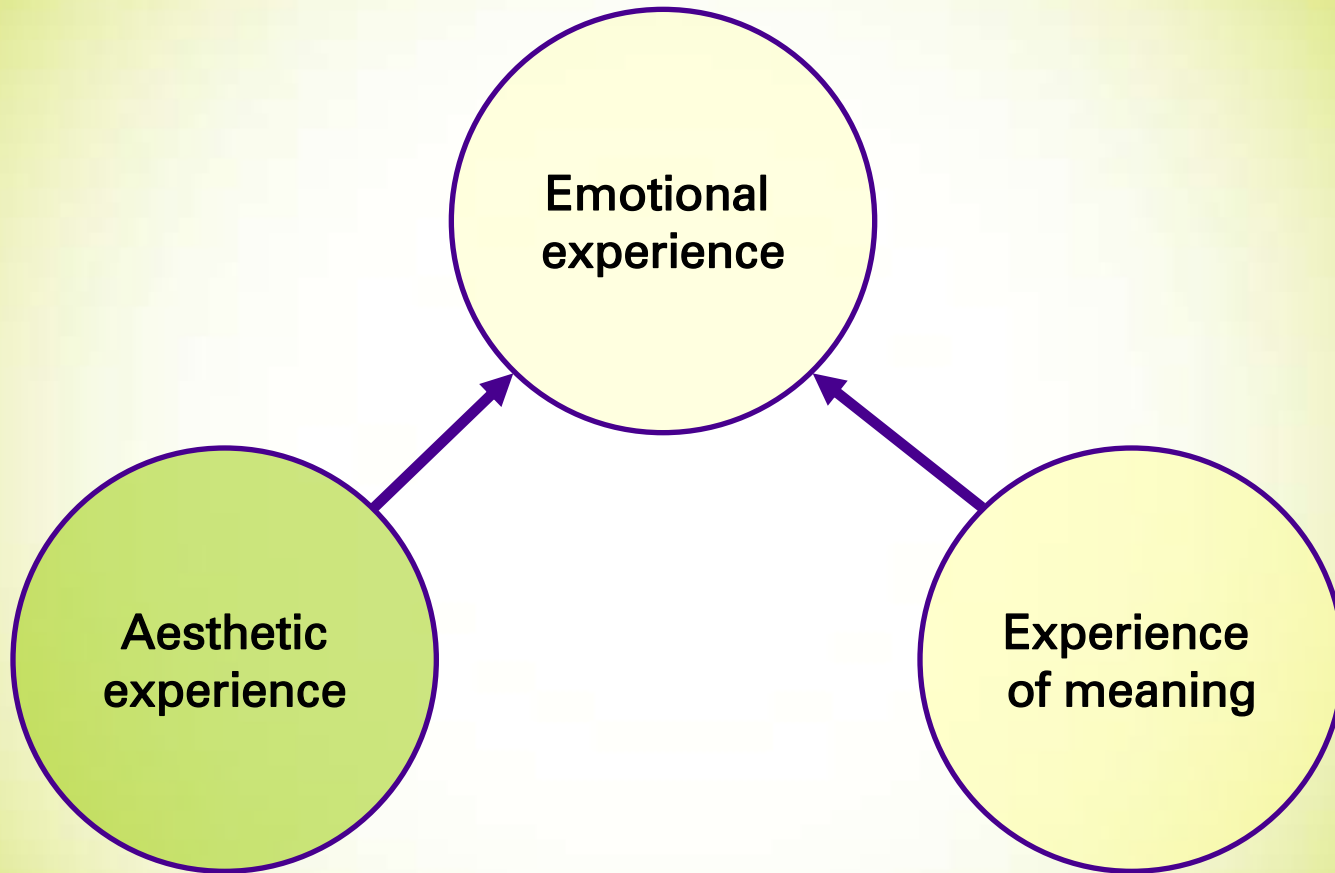 Emotional
experience
Aesthetic
experience
Experience
of meaning